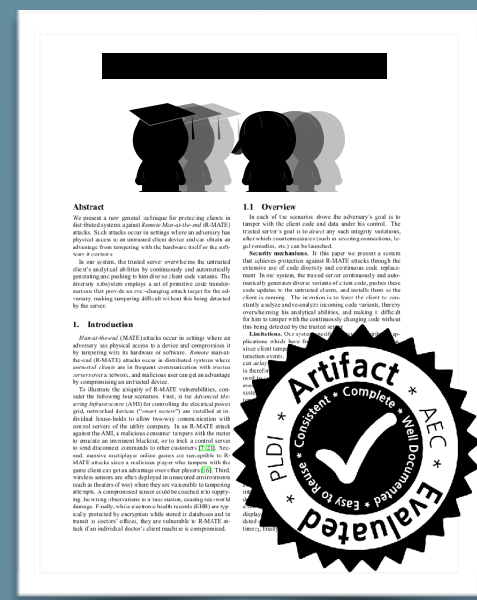 Abstract
We present a new general technique for protecting clients in
distributed systems against Remote Man-at-the-end (R-MATE)
attacks. Such attacks occur in settings where an adversary has
physical access to an untrusted client device and can obtain an
advantage from tampering with the hardware itself or the soft-
ware it contains.
In our system, the trusted server overwhelms the untrusted
client's analytical abilities by continuously and automatically
generating and pushing to him diverse client code variants. The
diversity subsystem employs a set of primitive code transfor-
mations that provide an ever-changing attack target for the ad-
versary, making tampering difficult without this being detected
by the server.
1. Introduction
Man-at-the-end (MATE) attacks occur in settings where an
adversary has physical access to a device and compromises it
by tampering with its hardware or software. Remote man-at-
the-end (R-MATE) attacks occur in distributed systems where
untrusted clients are in frequent communication with trusted
servers over a network, and malicious user can get an advantage
by compromising an untrusted device.
To illustrate the ubiquity of R-MATE vulnerabilities, con-
sider the following four scenarios. First, in the Advanced Me-
tering Infrastructure (AMI) for controlling the electrical power
grid, networked devices ("smart meters") are installed at in-
dividual house-holds to allow two-way communication with
control servers of the utility company. In an R-MATE attack
against the AMI, a malicious consumer tampers with the meter
to emulate an imminent blackout, or to trick a control server
to send disconnect commands to other customers [7, 21]. Sec-
ond, massive multiplayer online games are susceptible to R-
MATE attacks since a malicious player who tampers with the
game client can get an advantage over other players [16]. Third,
wireless sensors are often deployed in unsecured environments
(such as theaters of war) where they are vulnerable to tampering
attempts. A compromised sensor could be coached into supply-
ing the wrong observations to a base station, causing real-world
damage. Finally, while electronic health records (EHR) are typ-
ically protected by encryption while stored in databases and in
transit to doctors' offices, they are vulnerable to R-MATE at-
tack if an individual doctor's client machine is compromised.
1.1 Overview
In each of the scenarios above the adversary's goal is to
tamper with the client code and data under his control. The
trusted server's goal is to detect any such integrity violations,
after which countermeasures (such as severing connections, le-
gal remedies, etc.) can be launched.
Security mechanisms. In this paper we present a system
that achieves protection against R-MATE attacks through the
extensive use of code diversity and continuous code replace-
ment. In our system, the trusted server continuously and auto-
matically generates diverse variants of client code, pushes these
code updates to the untrusted clients, and installs them as the
client is running. The intention is to force the client to con-
stantly analyze and re-analyze incoming code variants, thereby
overwhelming his analytical abilities, and making it difficult
for him to tamper with the continuously changing code without
this being detected by the trusted server.
Limitations. Our system
plications which have
since client tamper
teraction events
can
is therefore
Artifact
Evaluated
PLDI
AEC
Consistent * Complete * Well Documented * Easy to Reuse *